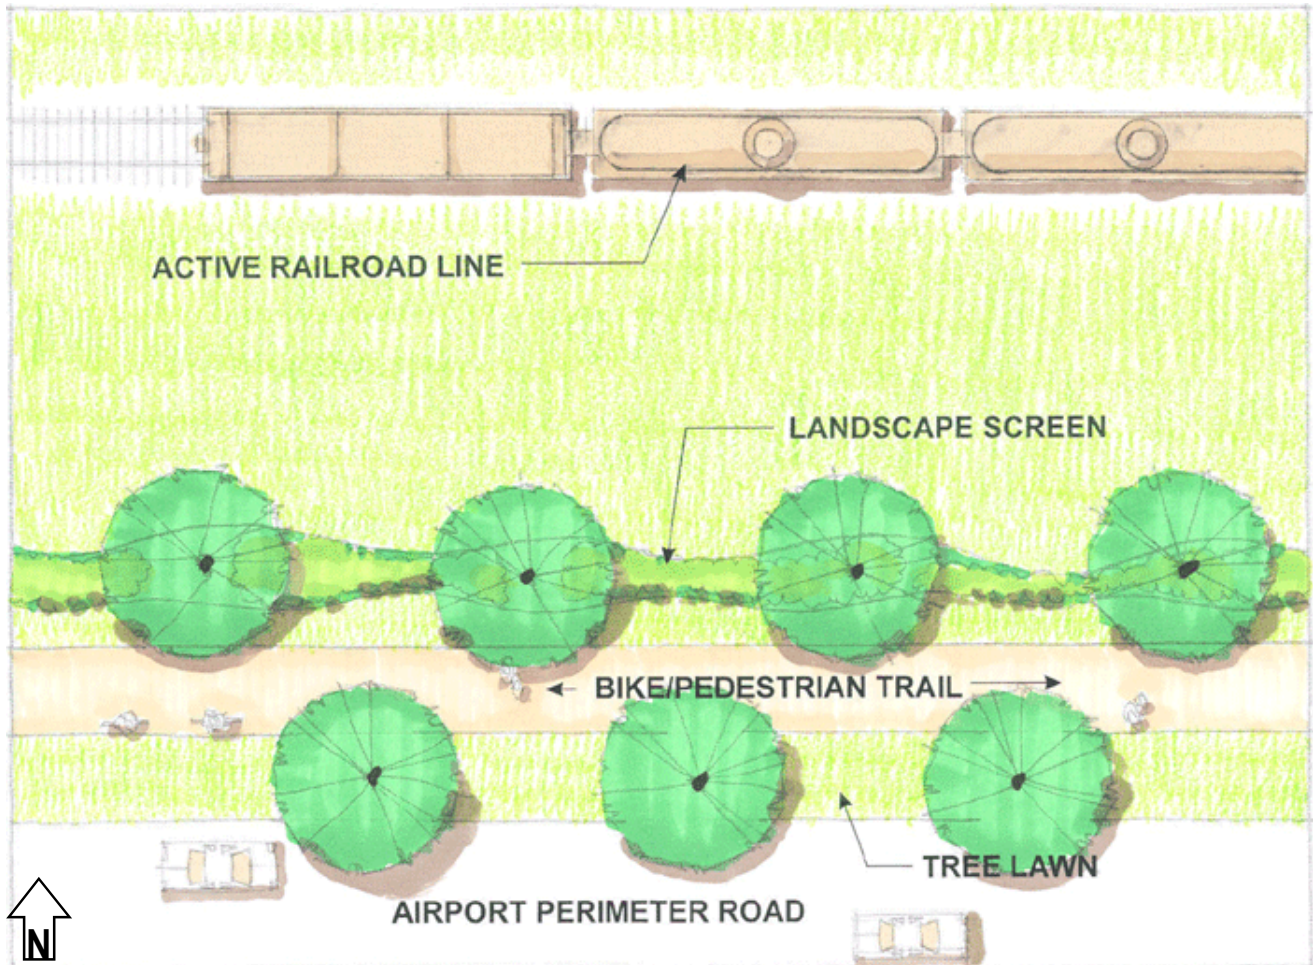 ACTIVE RAILROAD LINE
LANDSCAPE SCREEN
BIKE/PEDESTRIAN TRAIL
TREE LAWN
AIRPORT PERIMETER ROAD
N